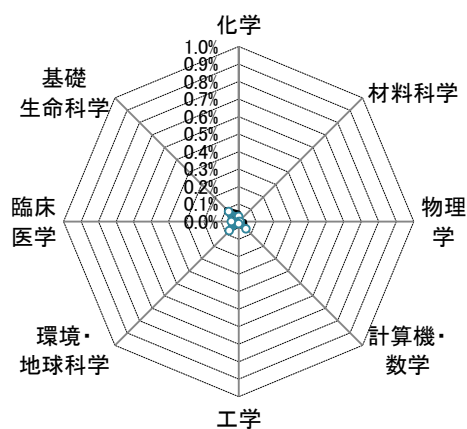 化学
1.0%
0.9%
0.8%
0.7%
0.6%
0.5%
0.4%
0.3%
0.2%
0.1%
0.0%
材料科学
物理
学
計算機・
数学
工学
環境・
地球科学
臨床
医学
基礎
生命科学